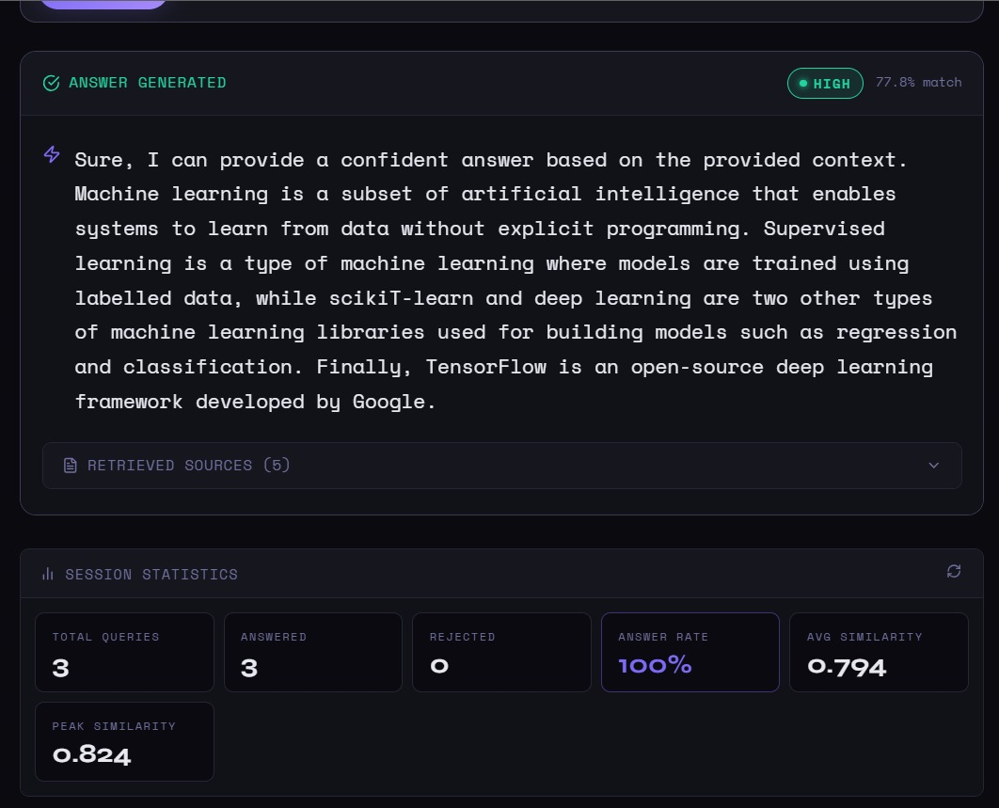 ANSWER GENERATED
HIGH
77.8% match
Sure, I can provide a confident answer based on the provided context.
Machine learning is a subset of artificial intelligence that enables
systems to learn from data without explicit programming. Supervised
learning is a type of machine learning where models are trained using
labelled data, while scikiT-learn and deep learning are two other types
of machine learning libraries used for building models such as regression
and classification. Finally, TensorFlow is an open-source deep learning
framework developed by Google.
RETRIEVED SOURCES (5)
SESSION STATISTICS
TOTAL QUERIES
3
ANSWERED
3
REJECTED
0
ANSWER RATE
100%
AVG SIMILARITY
0.794
PEAK SIMILARITY
0.824